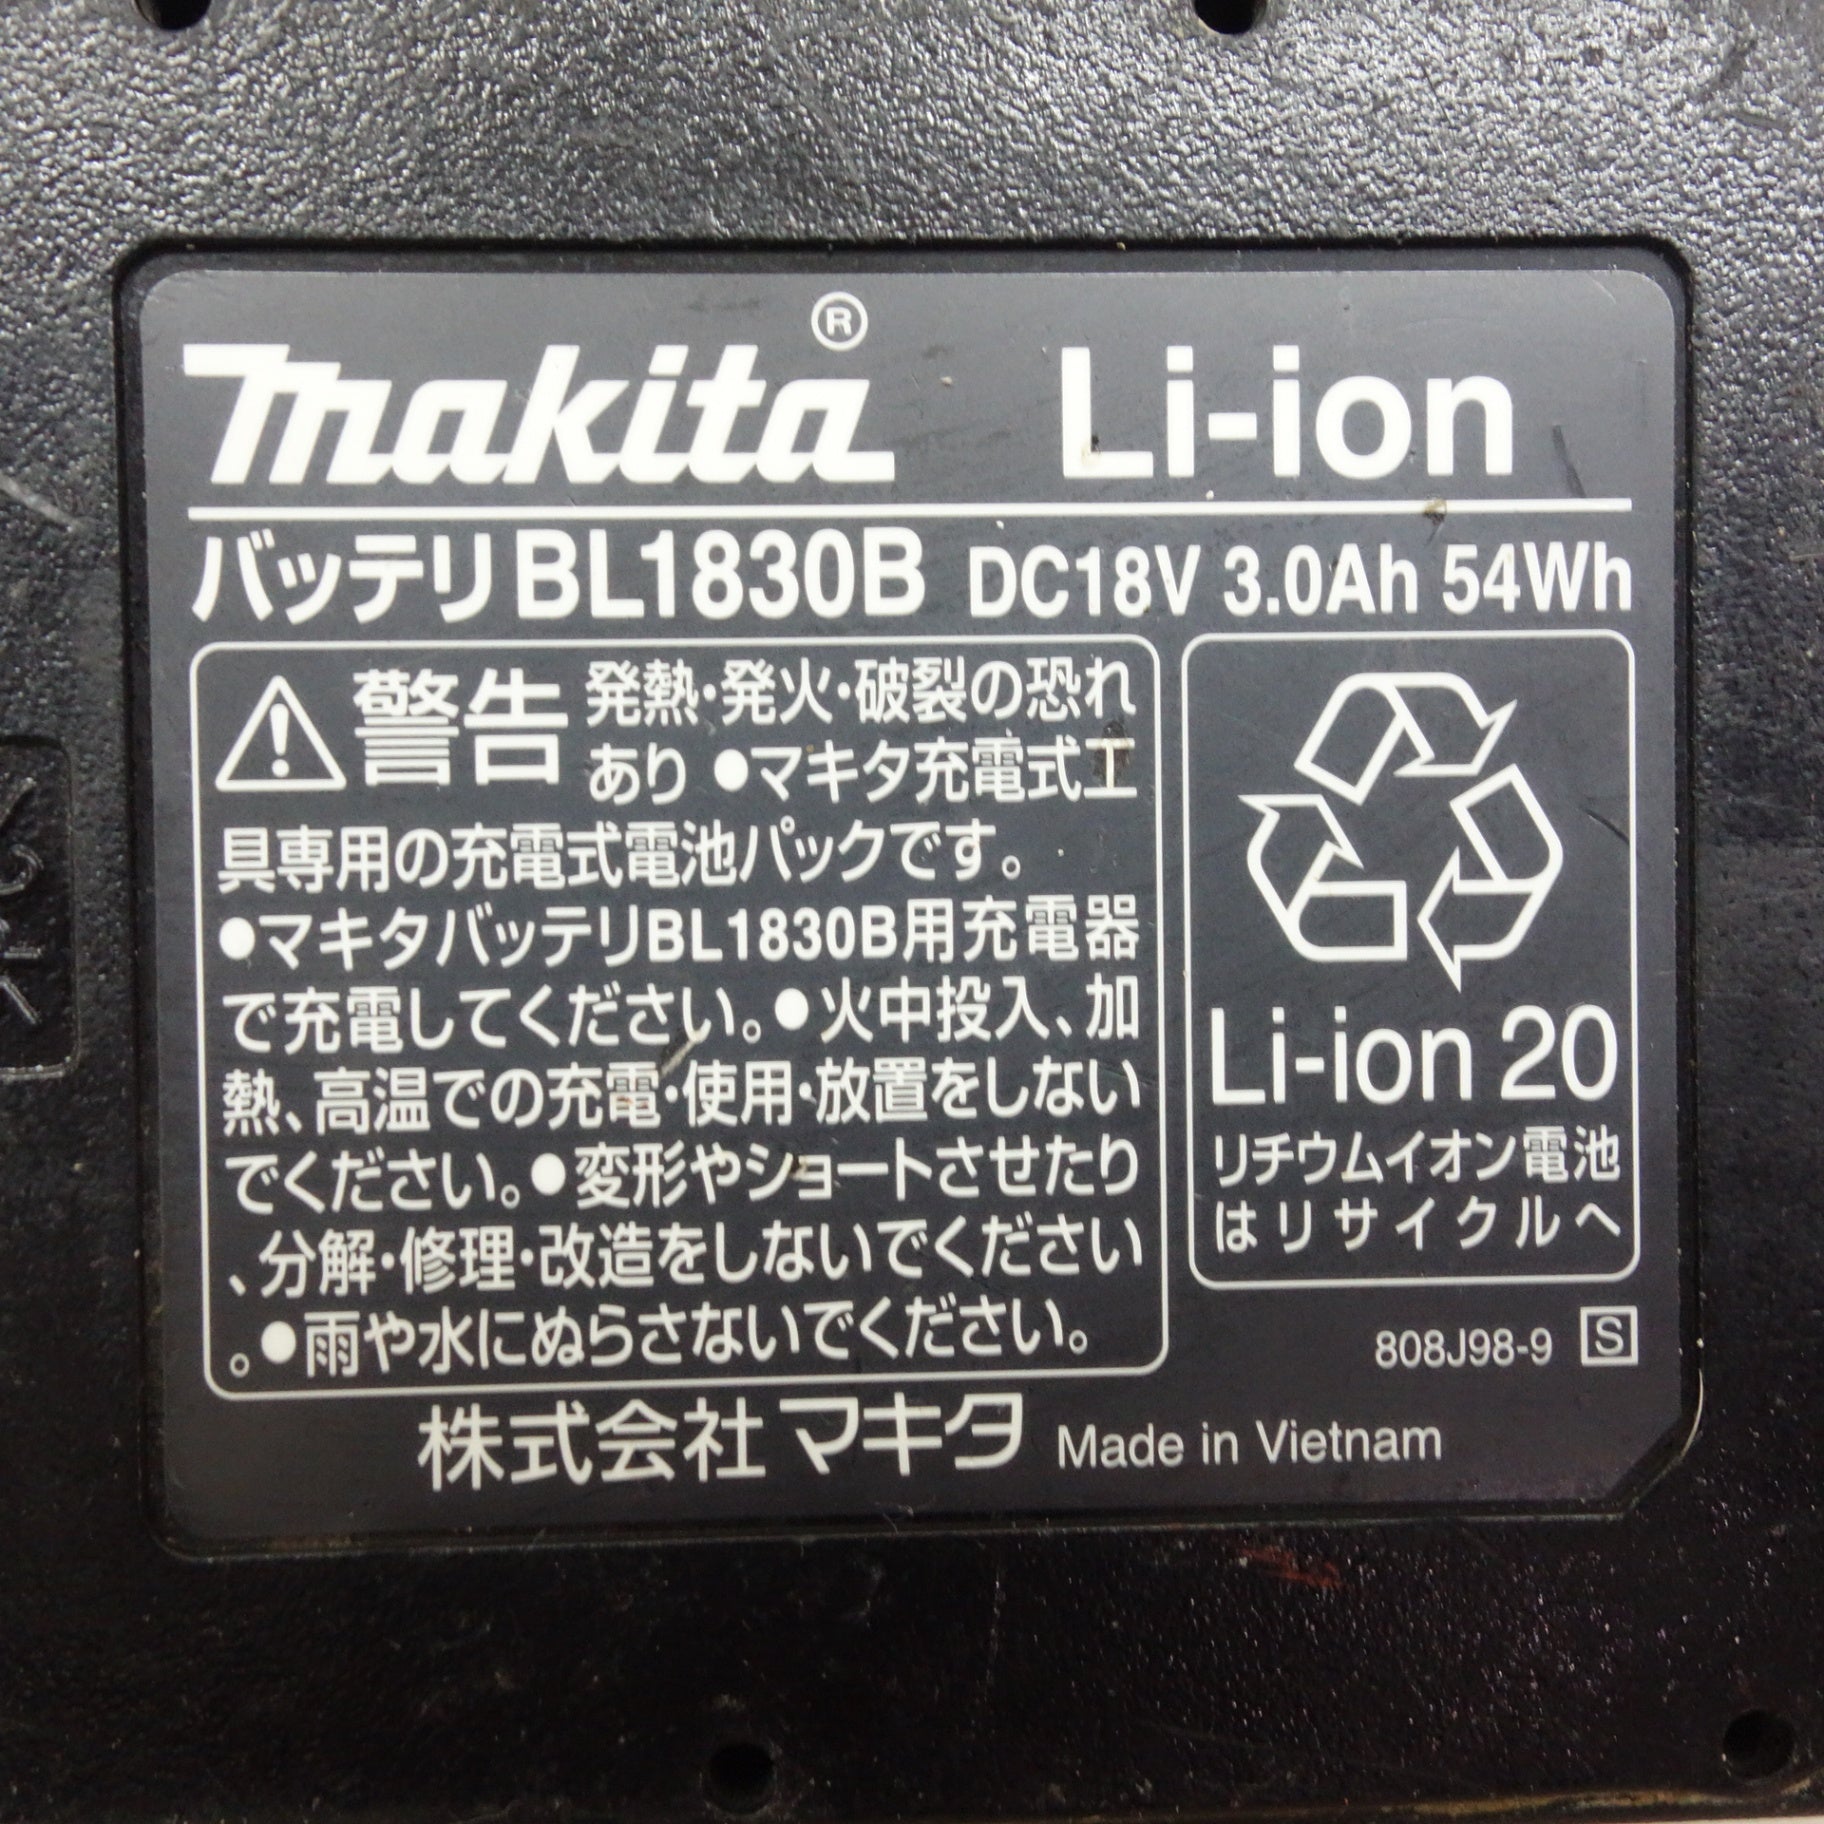 makita® Li-ion
バッテリBL1830B DC18V 3.0Ah 54Wh
警告 発熱・発火・破裂の恐れ
あり ●マキタ充電式工
具専用の充電式電池パックです。
●マキタバッテリBL1830B用充電器
で充電してください。●火中投入、加
熱、高温での充電・使用・放置をしない
でください。●変形やショートさせたり
、分解・修理・改造をしないでください
。●雨や水にぬらさないでください。
Li-ion 20
リチウムイオン電池
はリサイクルへ
808J98-9 S
株式会社マキタ Made in Vietnam